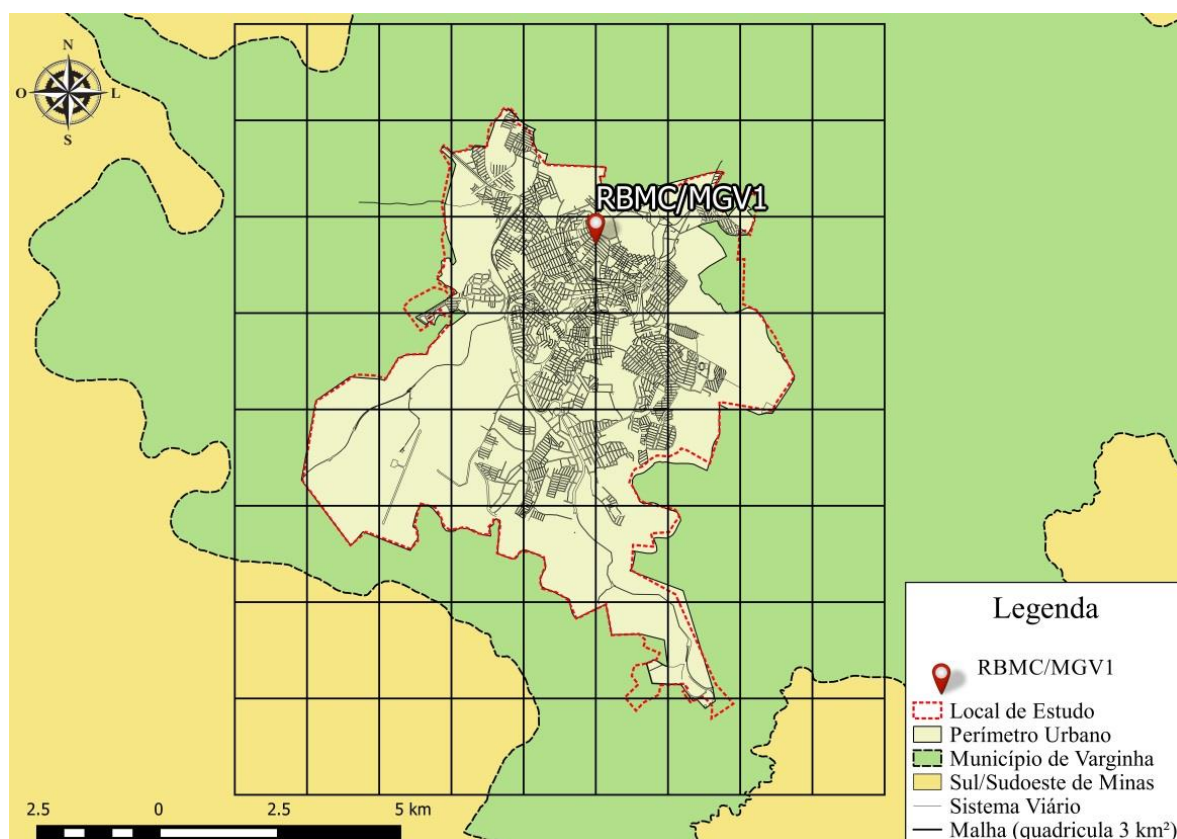 N
O
L
S
RBMC/MGV1
Legenda
RBMC/MGV1
Local de Estudo
Perímetro Urbano
Município de Varginha
Sul/Sudoeste de Minas
Sistema Viário
Malha (quadricula 3 km²)
2.5 0 2.5 5 km